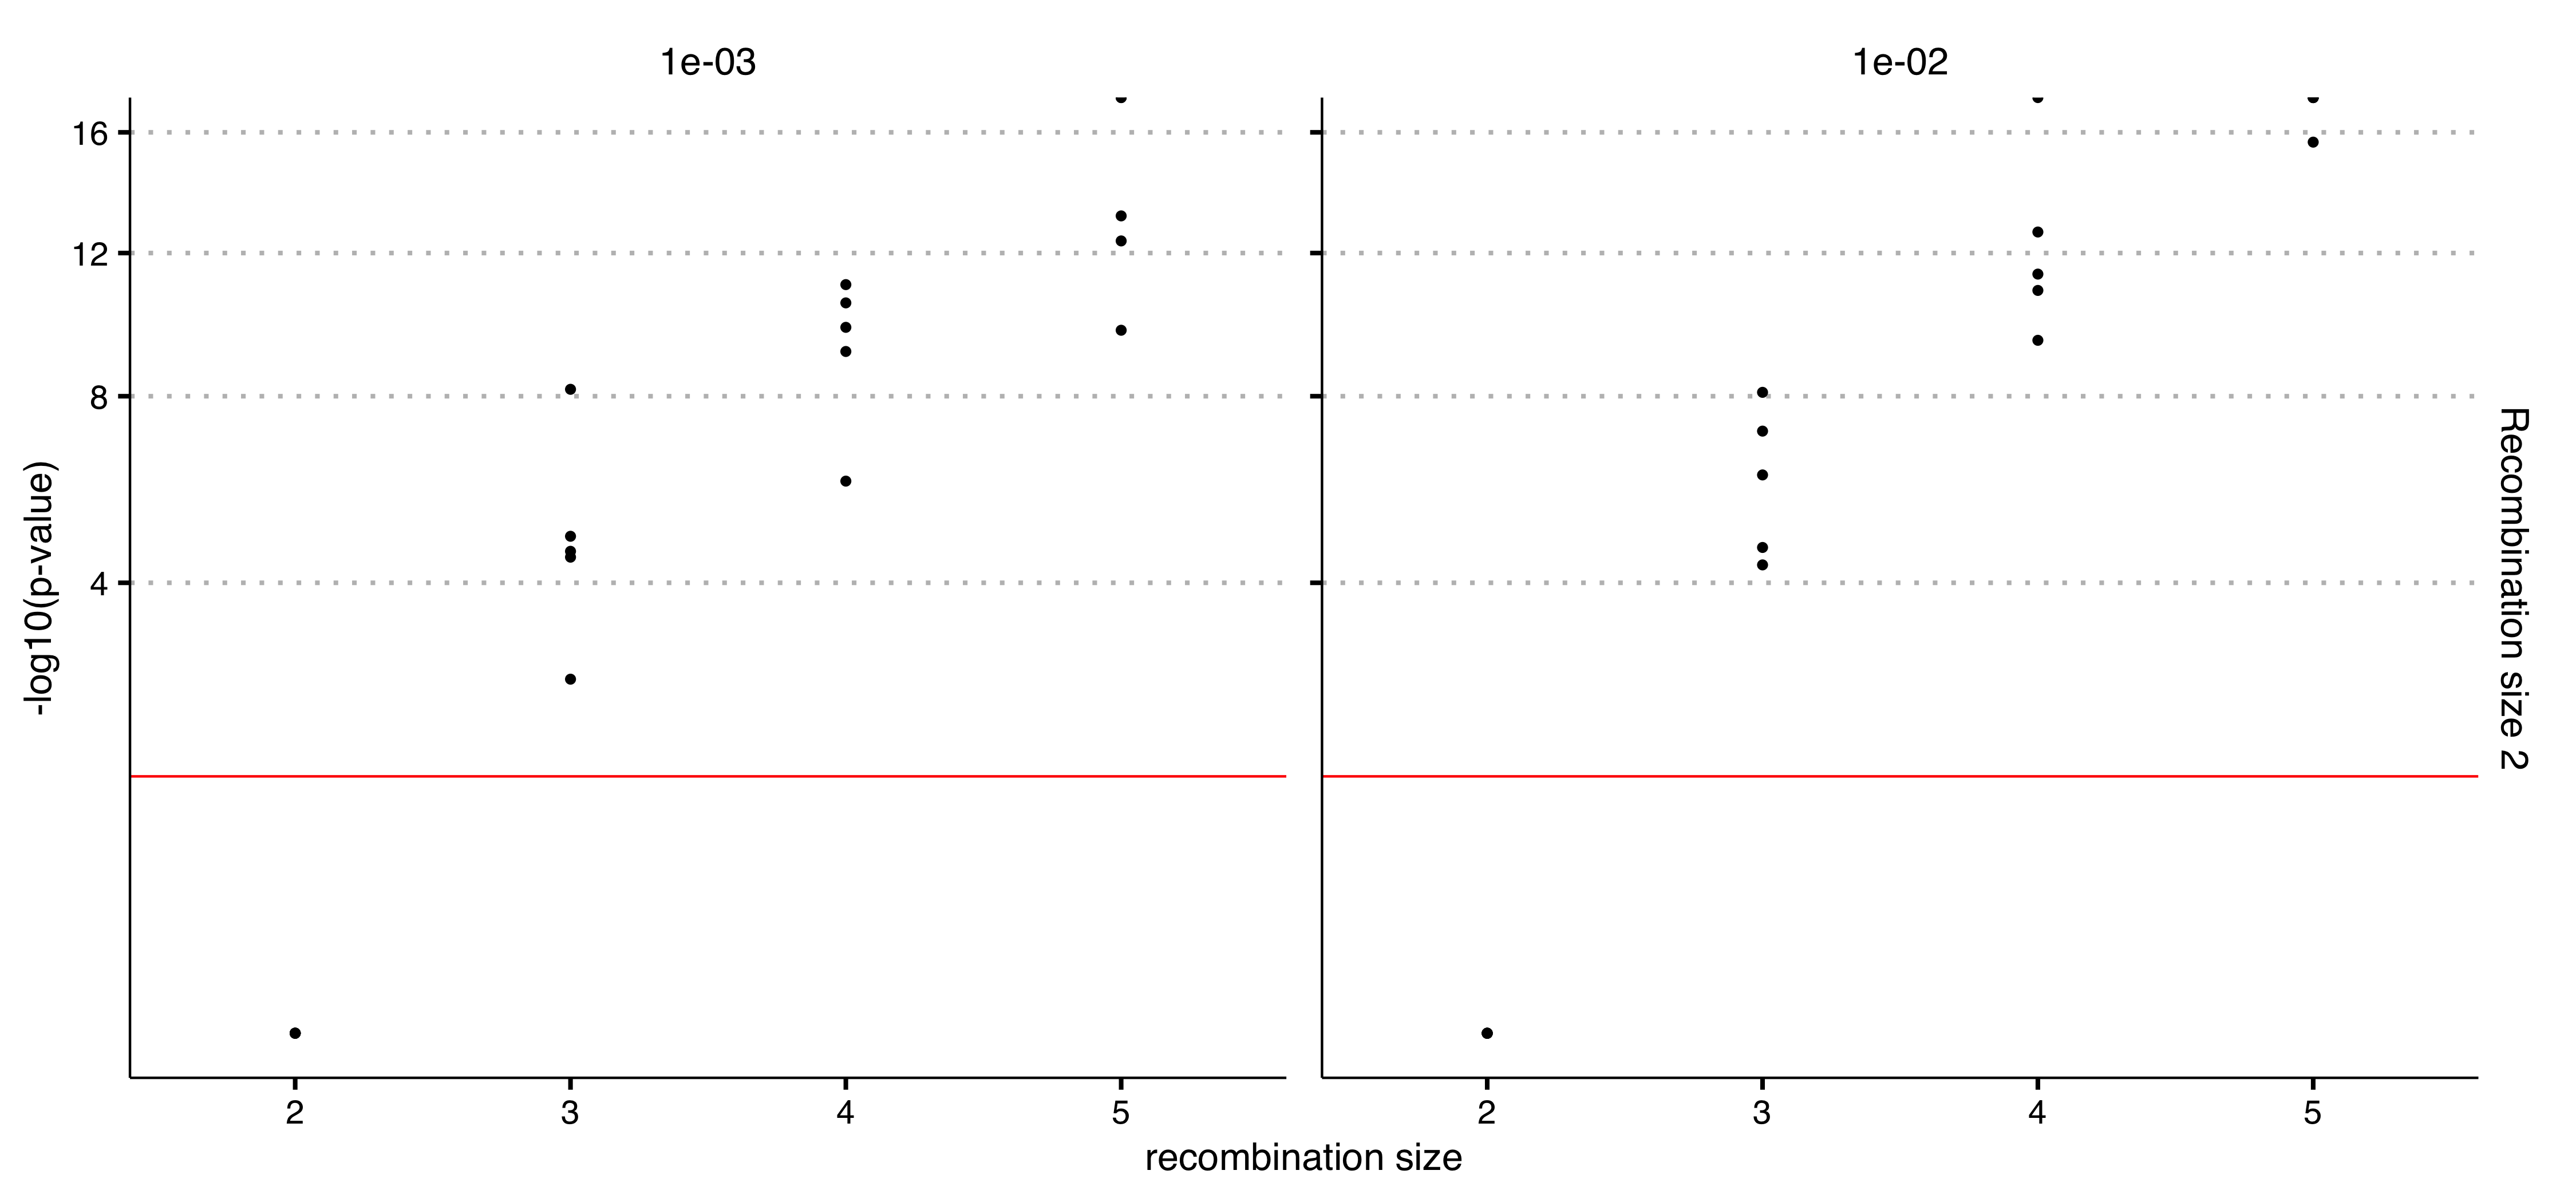 1e-03
1e-02
16
12
8
4
-log10(p-value)
Recombination size 2
2
3
4
5
2
3
4
5
recombination size